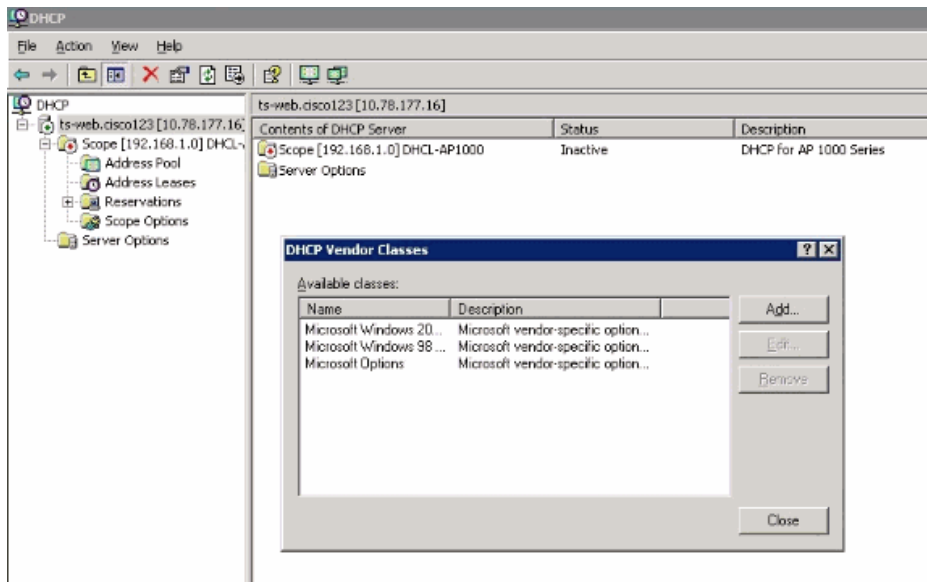 DHCP
File Action View Help
DHCP
ts-web.cisco123 [10.78.177.16]
Scope [192.168.1.0] DHCL-
Address Pool
Address Leases
Reservations
Scope Options
Server Options
ts-web.cisco123 [10.78.177.16]
Contents of DHCP Server Status Description
Scope [192.168.1.0] DHCL-AP1000 Inactive DHCP for AP 1000 Series
Server Options
DHCP Vendor Classes
Available classes:
Name Description
Microsoft Windows 20... Microsoft vendor-specific option...
Microsoft Windows 98 ... Microsoft vendor-specific option...
Microsoft Options Microsoft vendor-specific option...
Add...
Edit...
Remove
Close